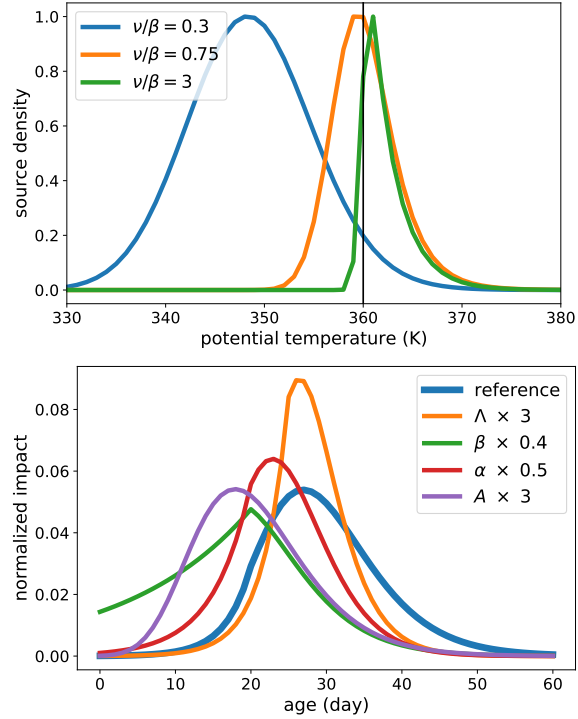 1.0
0.8
0.6
0.4
0.2
0.0
source density
ν/β = 0.3
ν/β = 0.75
ν/β = 3
330 340 350 360 370 380
potential temperature (K)
0.08
0.06
0.04
0.02
0.00
normalized impact
reference
Λ × 3
β × 0.4
α × 0.5
A × 3
0 10 20 30 40 50 60
age (day)